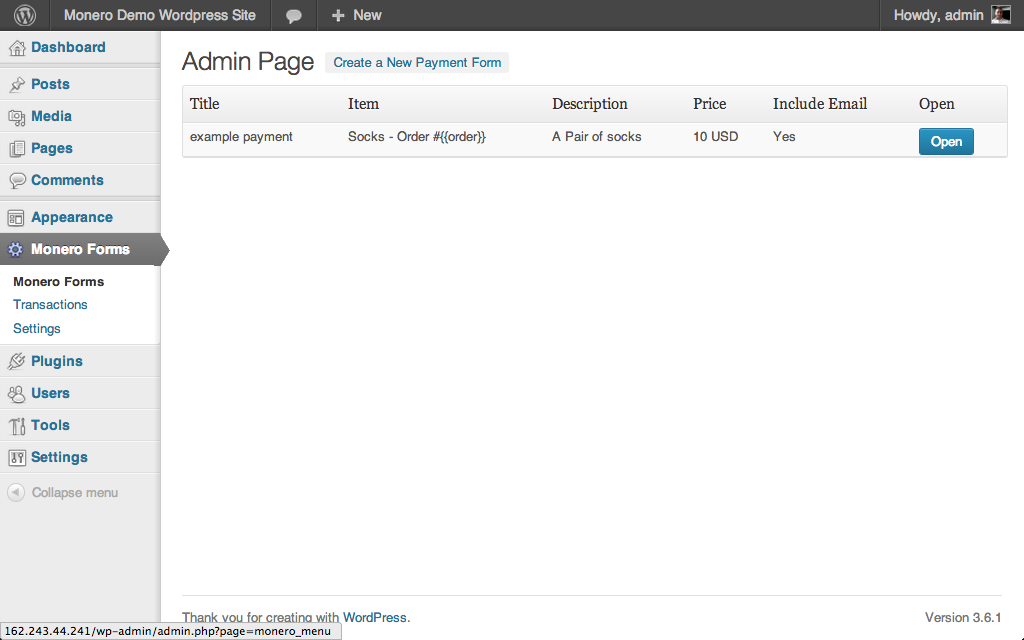 Monero Demo Wordpress Site New Howdy, admin
Dashboard
Posts
Media
Pages
Comments
Appearance
Monero Forms
Monero Forms
Transactions
Settings
Plugins
Users
Tools
Settings
Collapse menu
Admin Page Create a New Payment Form
Title Item Description Price Include Email Open
example payment Socks - Order #{{order}} A Pair of socks 10 USD Yes Open
Thank you for creating with WordPress. Version 3.6.1
162.243.44.241/wp-admin/admin.php?page=monero_menu